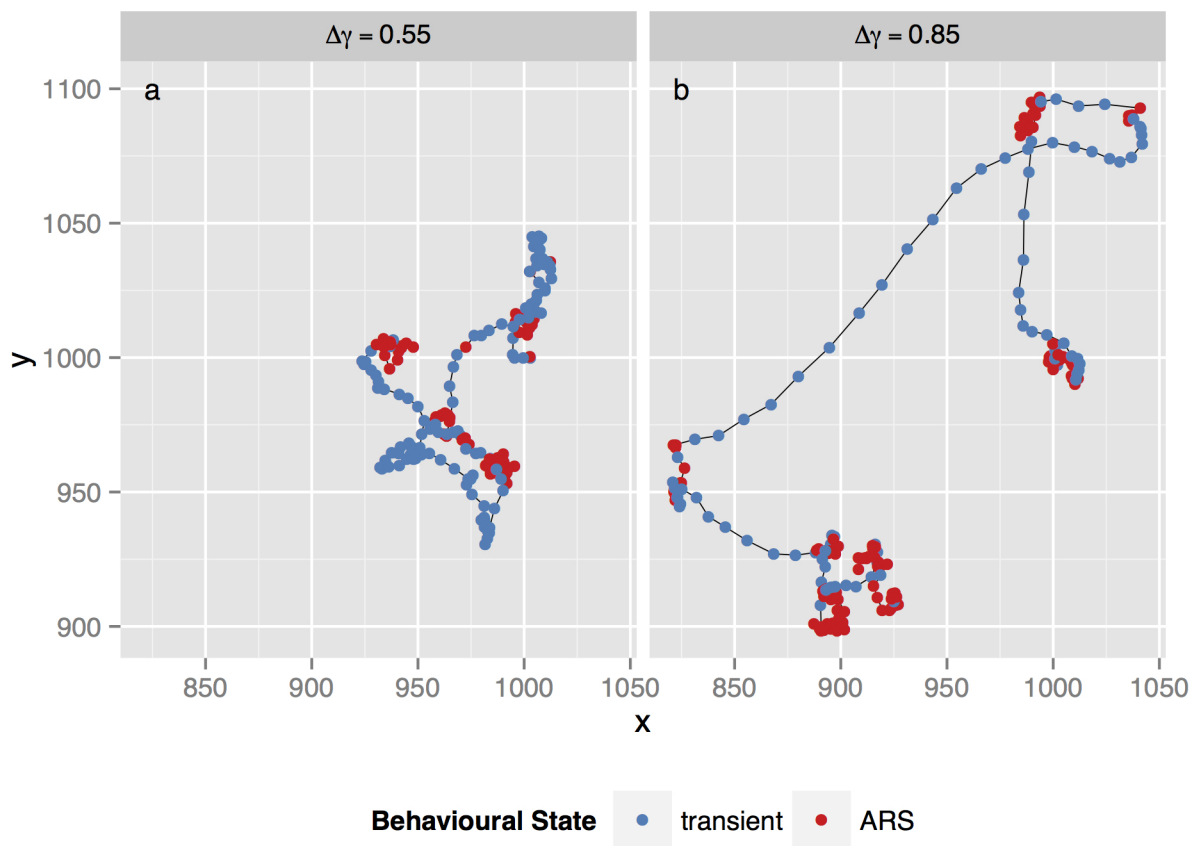 Δγ = 0.55
Δγ = 0.85
a
b
1100
1050
1000
950
900
y
850 900 950 1000 1050
850 900 950 1000 1050
x
Behavioural State transient ARS